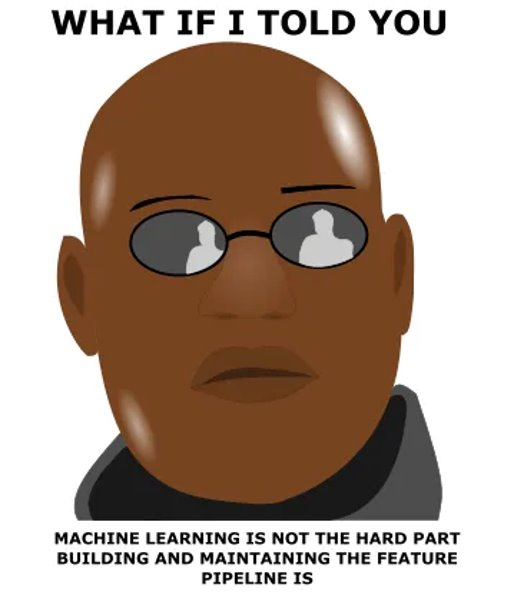 WHAT IF I TOLD YOU
MACHINE LEARNING IS NOT THE HARD PART
BUILDING AND MAINTAINING THE FEATURE
PIPELINE IS